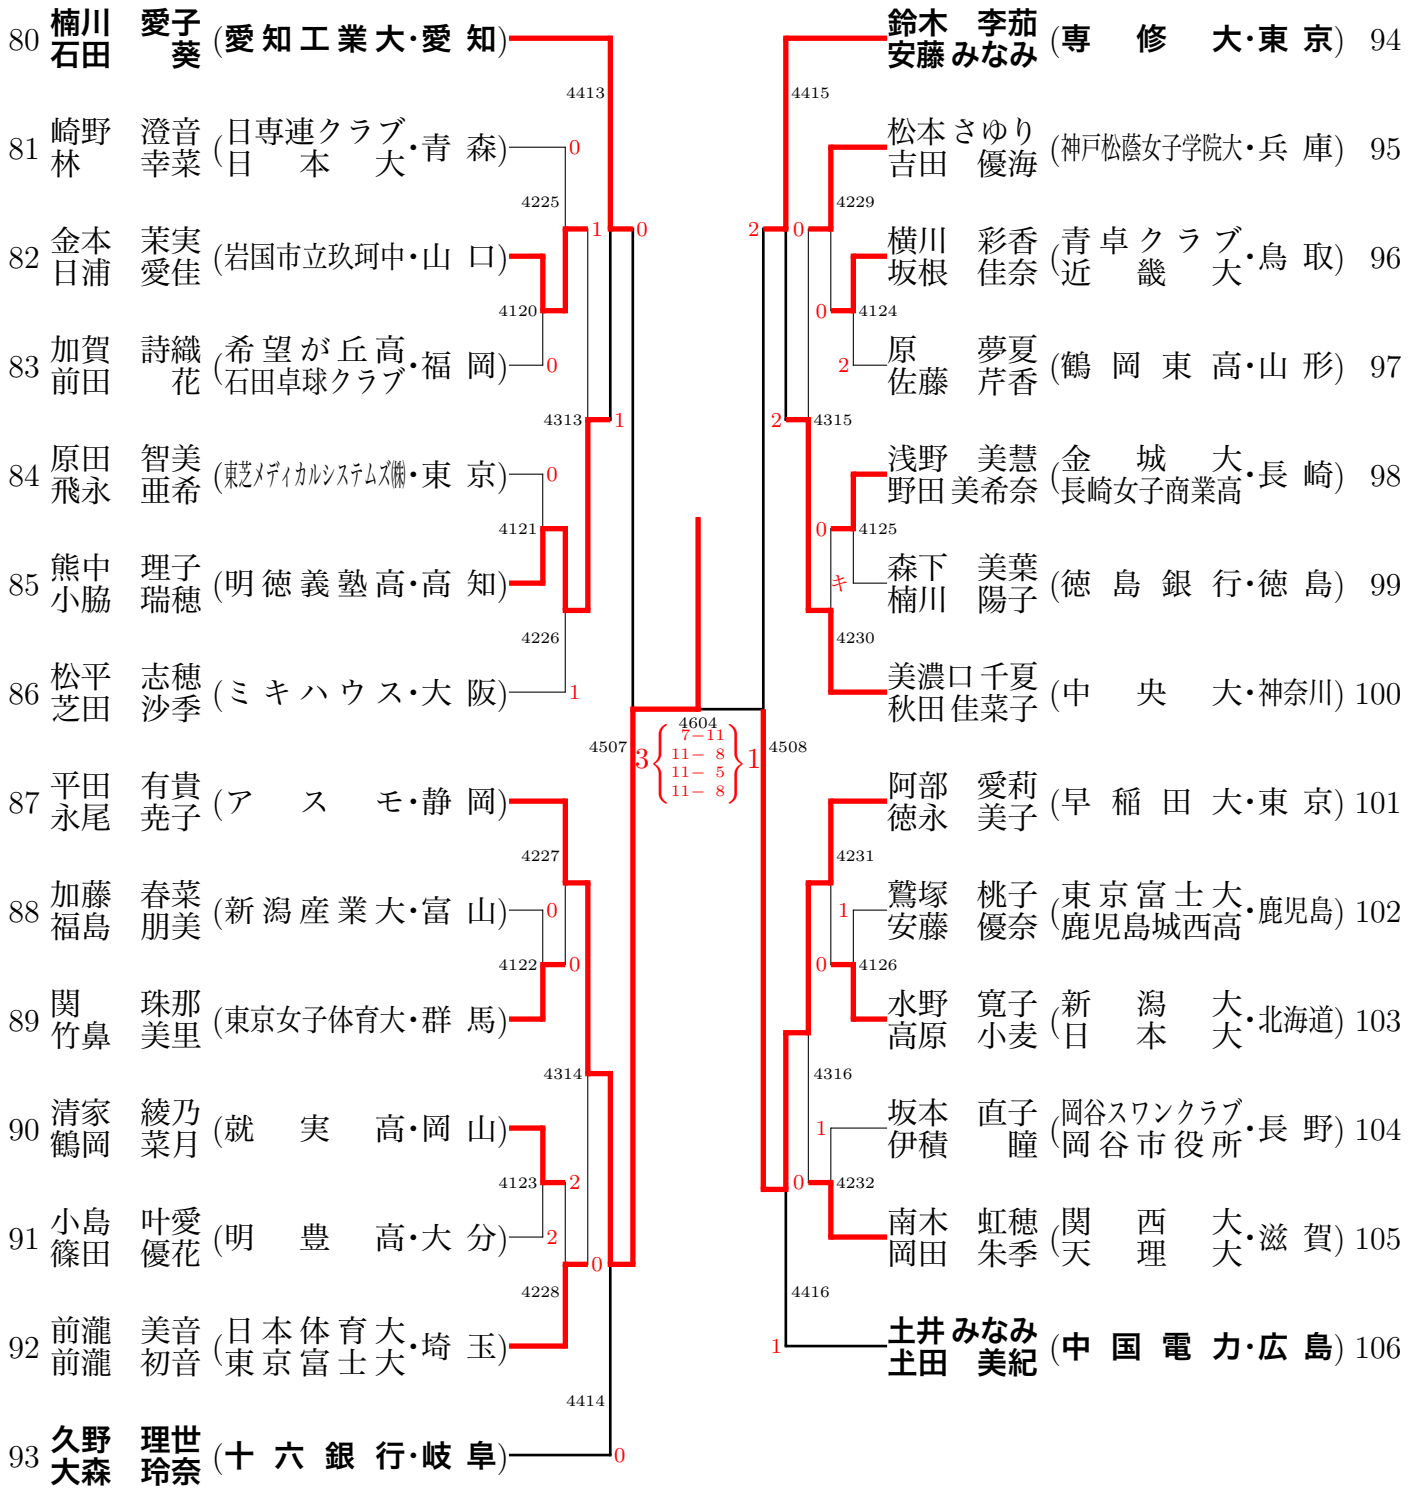 80 楠川 愛子 石田 葵 (愛知工業大・愛知)
81 崎野 澄音 林 幸菜 (日専連クラブ 日本大・青森)
82 金本 茉実 日浦 愛佳 (岩国市立玖珂中・山口)
83 加賀 詩織 前田 花 (希望が丘高 石田卓球クラブ・福岡)
84 原田 智美 飛永 亜希 (東芝メディカルシステムズ㈱・東京)
85 熊中 理子 小脇 瑞穂 (明徳義塾高・高知)
86 松平 志穂 芝田 沙季 (ミキハウス・大阪)
87 平田 有貴 永尾 尭子 (アスモ・静岡)
88 加藤 春菜 福島 朋美 (新潟産業大・富山)
89 関 珠那 竹鼻 美里 (東京女子体育大・群馬)
90 清家 綾乃 鶴岡 菜月 (就実高・岡山)
91 小島 叶愛 篠田 優花 (明豊高・大分)
92 前瀧 美音 前瀧 初音 (日本体育大 東京富士大・埼玉)
93 久野 理世 大森 玲奈 (十六銀行・岐阜)
4413
0
4225
1
0
4120
0
4313
1
0
4121
4226
1
4507
4227
0
4122
0
4314
4123
2
2
0
4228
4414
0
4604
3
7-11
11- 8
11- 5
11- 8
1
4508
4415
4229
2
0
0
4124
2
2
4315
0
4125
キ
4230
4231
1
0
4126
4316
1
0
4232
4416
1
鈴木 李茄 安藤 みなみ (専修大・東京) 94
松本 さゆり 吉田 優海 (神戸松蔭女子学院大・兵庫) 95
横川 彩香 坂根 佳奈 (青卓クラブ 近畿大・鳥取) 96
原 夢夏 佐藤 芹香 (鶴岡東高・山形) 97
浅野 美慧 野田 美希奈 (金城大 長崎女子商業高・長崎) 98
森下 美葉 楠川 陽子 (徳島銀行・徳島) 99
美濃口 千夏 秋田 佳菜子 (中央大・神奈川) 100
阿部 愛莉 徳永 美子 (早稲田大・東京) 101
鷲塚 桃子 安藤 優奈 (東京富士大 鹿児島城西高・鹿児島) 102
水野 寛子 高原 小麦 (新潟大 日本大・北海道) 103
坂本 直子 伊積 瞳 (岡谷スワンクラブ 岡谷市役所・長野) 104
南木 虹穂 岡田 朱季 (関西大 天理大・滋賀) 105
土井 みなみ 土田 美紀 (中国電力・広島) 106